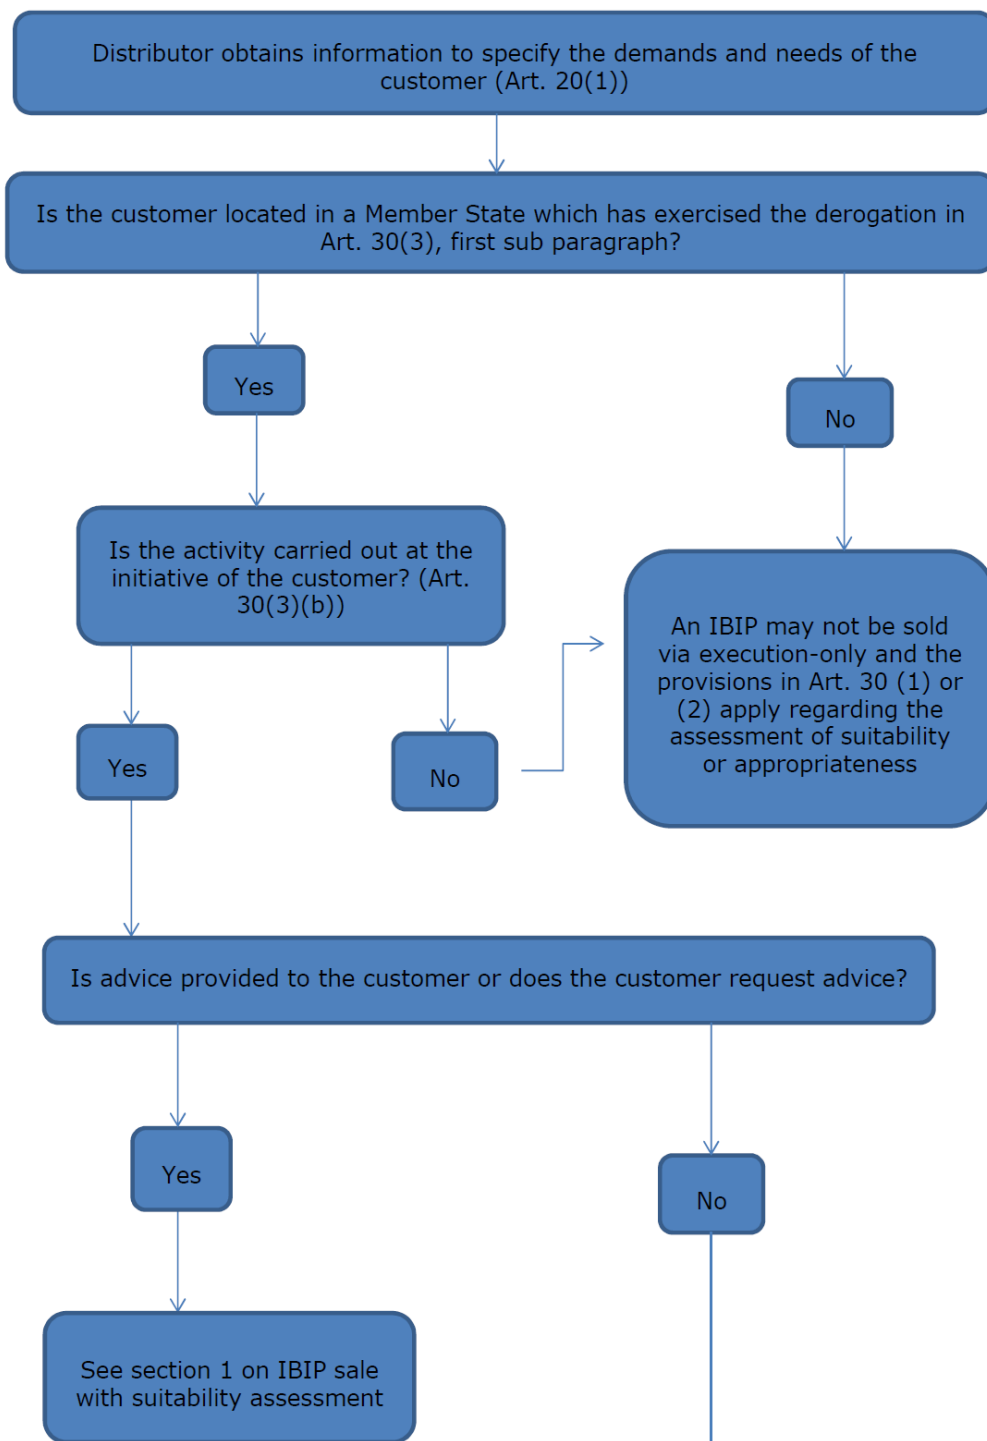 Distributor obtains information to specify the demands and needs of the
customer (Art. 20(1))
Is the customer located in a Member State which has exercised the derogation in
Art. 30(3), first sub paragraph?
Yes
No
Is the activity carried out at the
initiative of the customer? (Art.
30(3)(b))
An IBIP may not be sold
via execution-only and the
provisions in Art. 30 (1) or
(2) apply regarding the
assessment of suitability
or appropriateness
Yes
No
Is advice provided to the customer or does the customer request advice?
Yes
No
See section 1 on IBIP sale
with suitability assessment